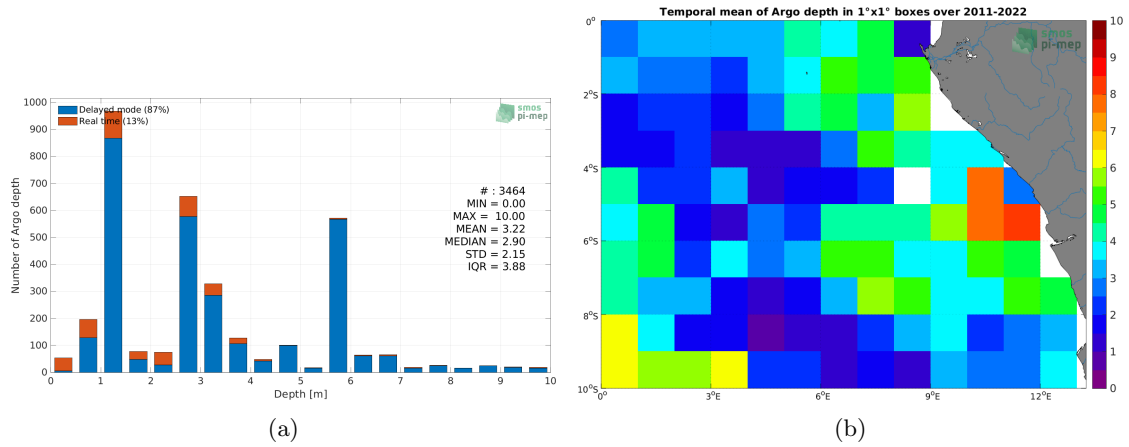 Delayed mode (87%)
Real time (13%)
smos
pi-mep
# : 3464
MIN = 0.00
MAX = 10.00
MEAN = 3.22
MEDIAN = 2.90
STD = 2.15
IQR = 3.88
Number of Argo depth
1000
900
800
700
600
500
400
300
200
100
0
0 1 2 3 4 5 6 7 8 9 10
Depth [m]
(a)
Temporal mean of Argo depth in 1°x1° boxes over 2011-2022
smos
pi-mep
0°
2°S
4°S
6°S
8°S
10°S
0° 3°E 6°E 9°E 12°E
10
9
8
7
6
5
4
3
2
1
0
(b)